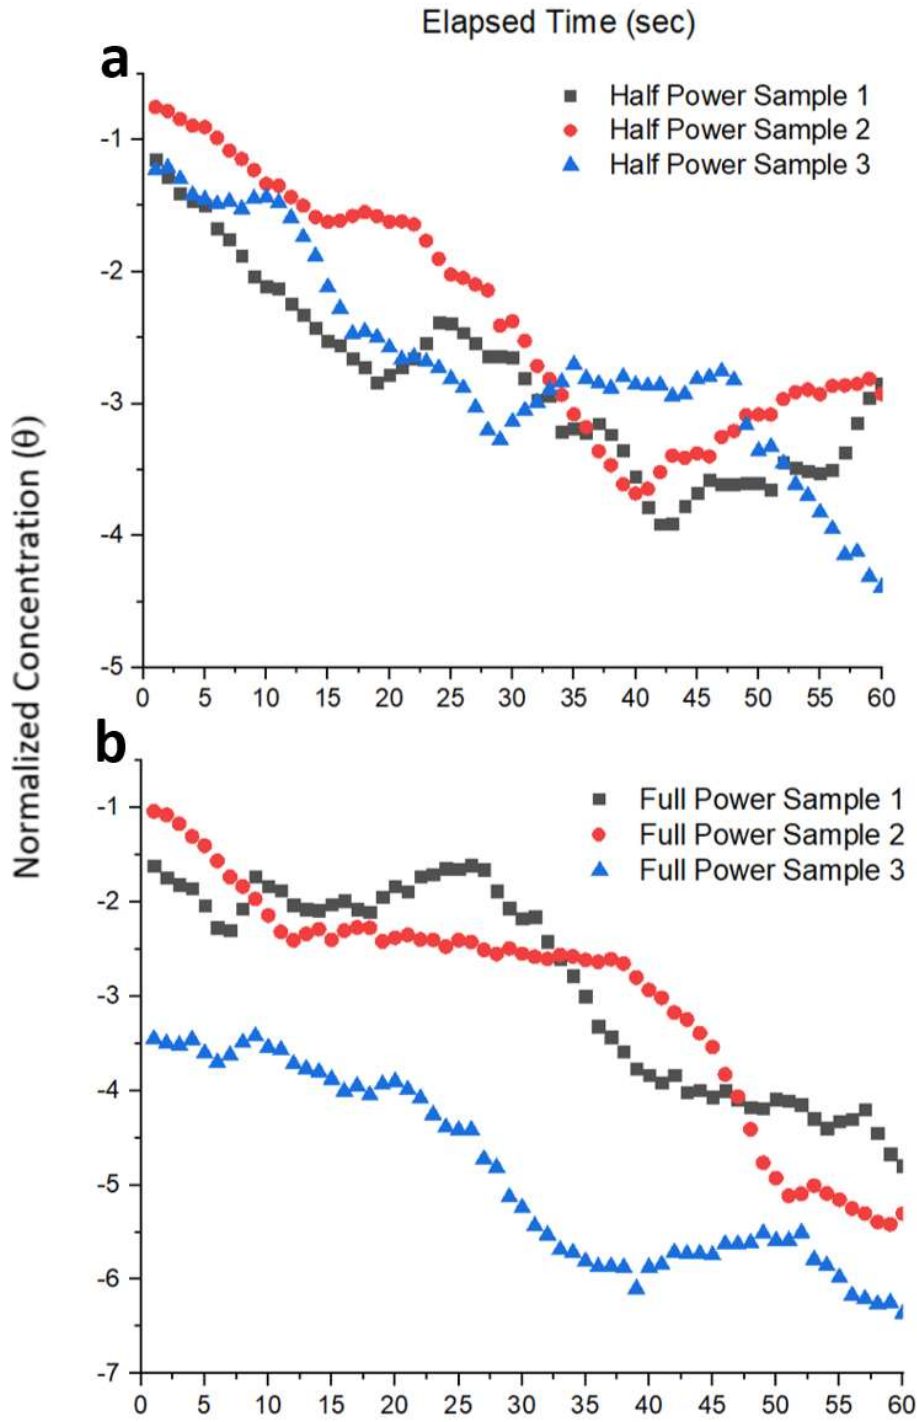 Elapsed Time (sec)
a
Half Power Sample 1
Half Power Sample 2
Half Power Sample 3
-1
-2
-3
-4
-5
0 5 10 15 20 25 30 35 40 45 50 55 60
Normalized Concentration (θ)
b
Full Power Sample 1
Full Power Sample 2
Full Power Sample 3
-1
-2
-3
-4
-5
-6
-7
0 5 10 15 20 25 30 35 40 45 50 55 60